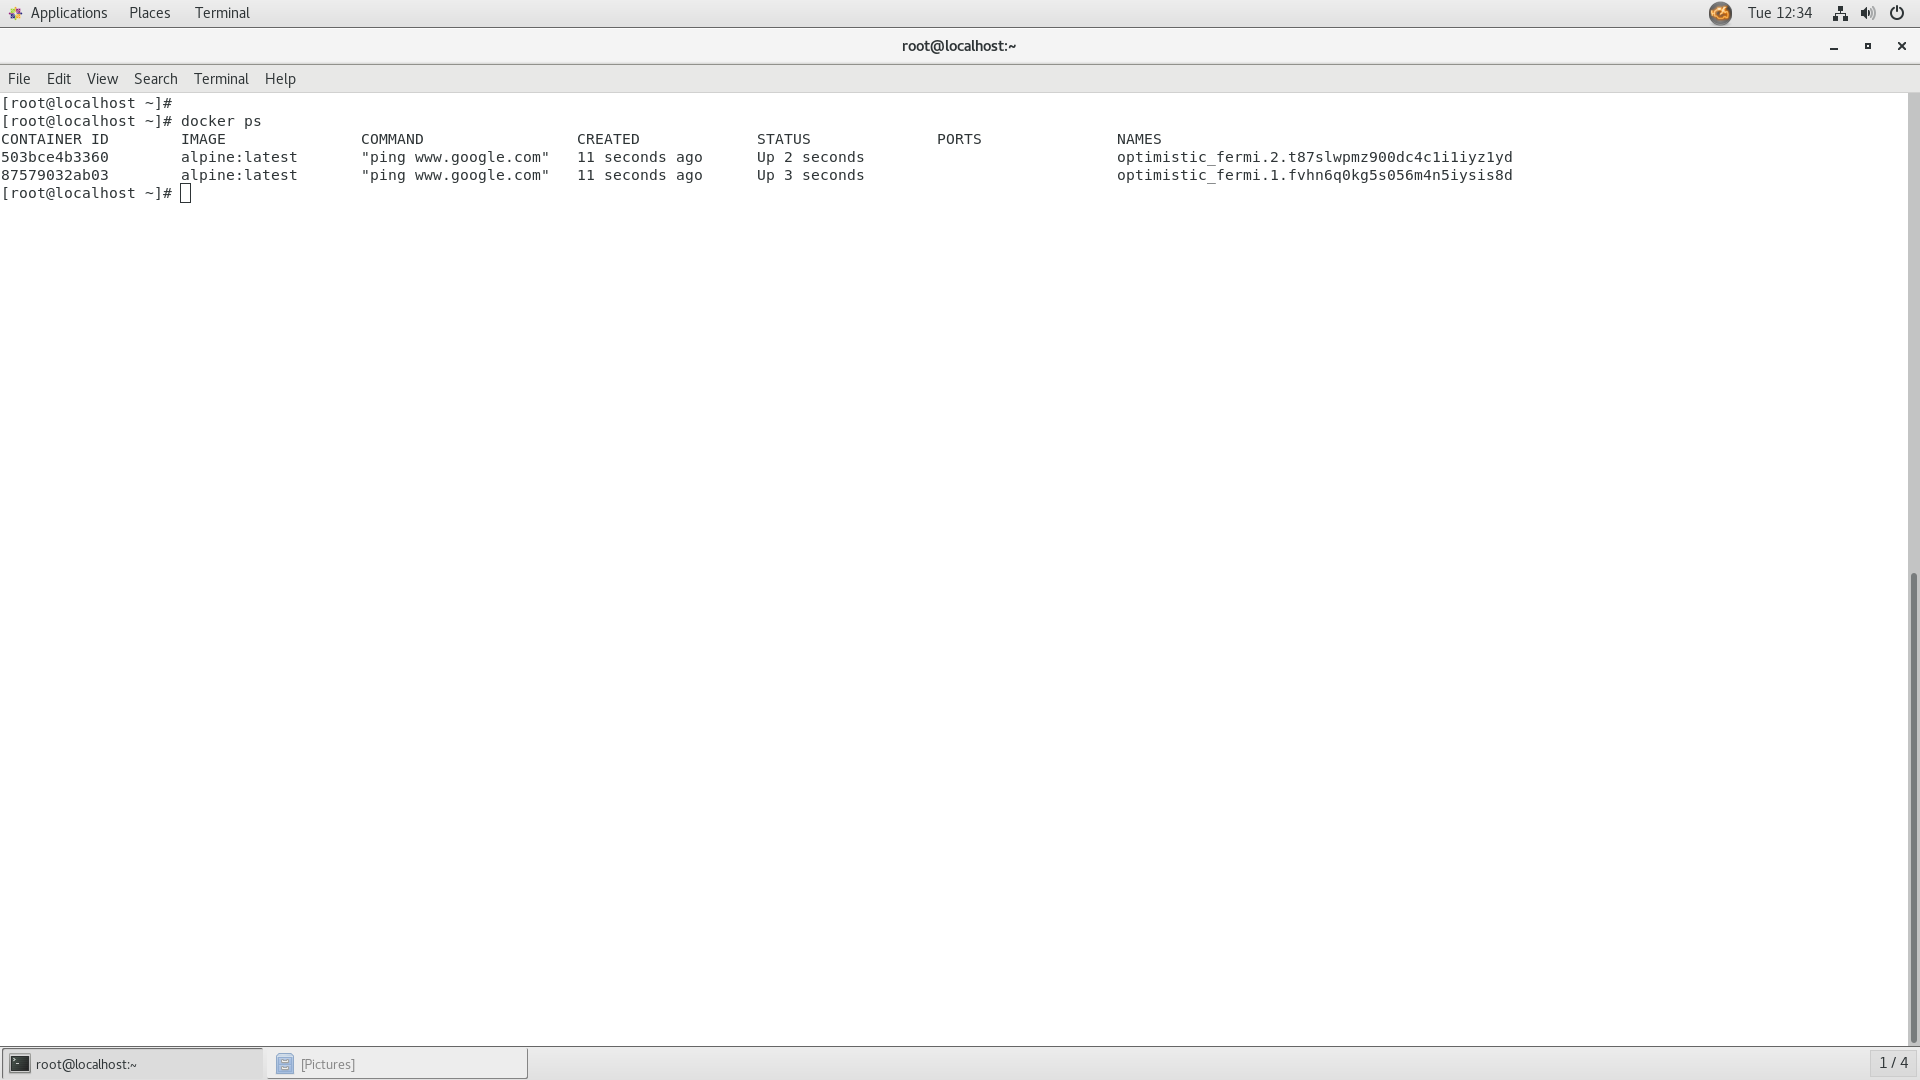 Applications Places Terminal Tue 12:34
root@localhost:~
File Edit View Search Terminal Help
[root@localhost ~]#
[root@localhost ~]# docker ps
CONTAINER ID        IMAGE               COMMAND                 CREATED             STATUS              PORTS               NAMES
503bce4b3360        alpine:latest       "ping www.google.com"   11 seconds ago      Up 2 seconds                            optimistic_fermi.2.t87slwpmz900dc4c1i1iyz1yd
87579032ab03        alpine:latest       "ping www.google.com"   11 seconds ago      Up 3 seconds                            optimistic_fermi.1.fvhn6q0kg5s056m4n5iysis8d
[root@localhost ~]#
root@localhost:~ [Pictures] 1 / 4